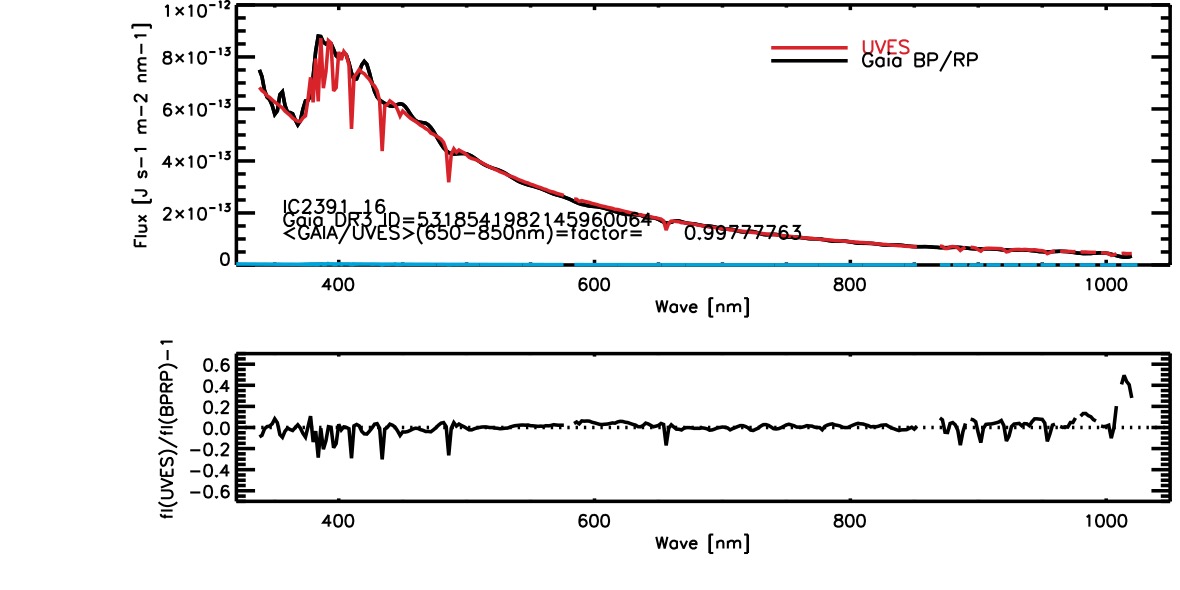 1×10⁻¹²
8×10⁻¹³
6×10⁻¹³
4×10⁻¹³
2×10⁻¹³
0
Flux [J s−1 m−2 nm−1]
UVES
Gaia BP/RP
IC2391_16
Gaia DR3 ID=5318541982145960064
<GAIA/UVES>(650−850nm)=factor= 0.99777763
400 600 800 1000
Wave [nm]
fl(UVES)/fl(BPRP)−1
0.6
0.4
0.2
0.0
−0.2
−0.4
−0.6
400 600 800 1000
Wave [nm]